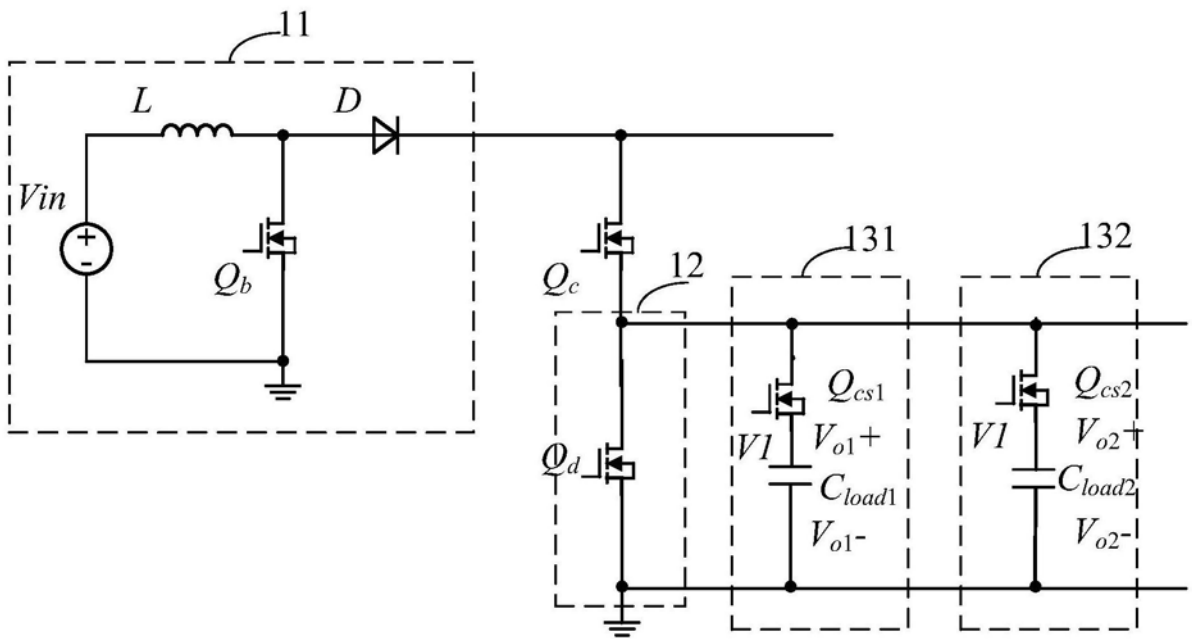 11
L
D
Vin
+
-
Qb
Qc
12
131
132
Qd
Qcs1
Qcs2
V1
Vo1+
V1
Vo2+
Cload1
Cload2
Vo1-
Vo2-